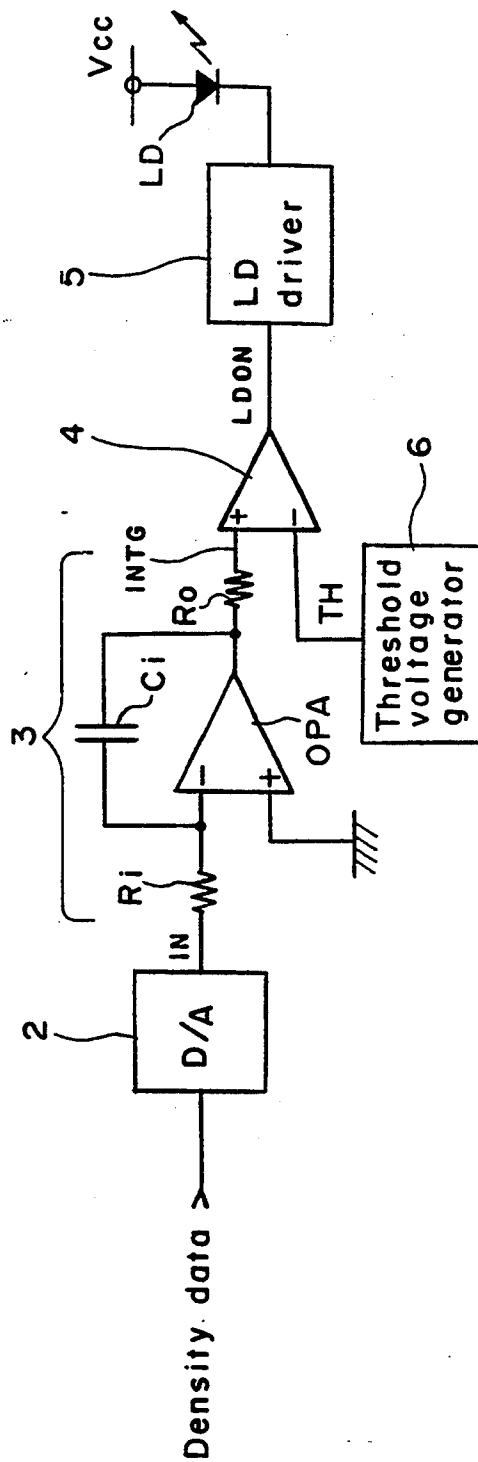 Density data
2
D/A
IN
3
Ri
Ci
OPA
Ro
INTG
4
TH
6
Threshold
voltage
generator
LDON
5
LD
driver
LD
Vcc